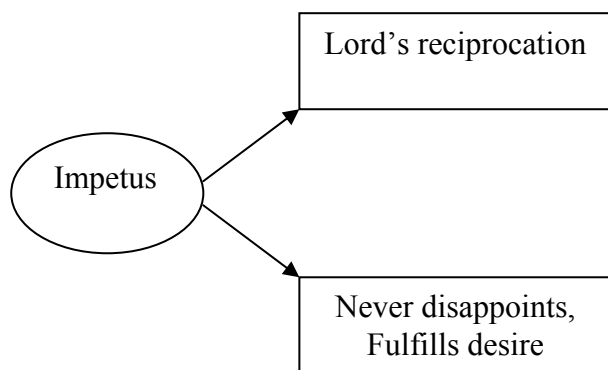 Lord’s reciprocation
Impetus
Never disappoints,
Fulfills desire